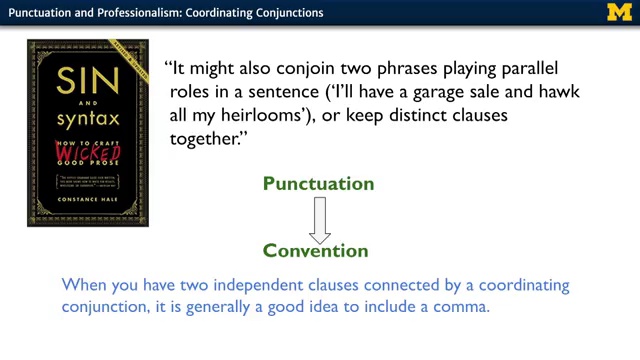 Punctuation and Professionalism: Coordinating Conjunctions
M
SIN
AND
syntax
HOW TO CRAFT
WICKED
GOOD PROSE
CONSTANCE HALE
“It might also conjoin two phrases playing parallel
roles in a sentence (‘I’ll have a garage sale and hawk
all my heirlooms’), or keep distinct clauses
together.”
Punctuation
Convention
When you have two independent clauses connected by a coordinating
conjunction, it is generally a good idea to include a comma.